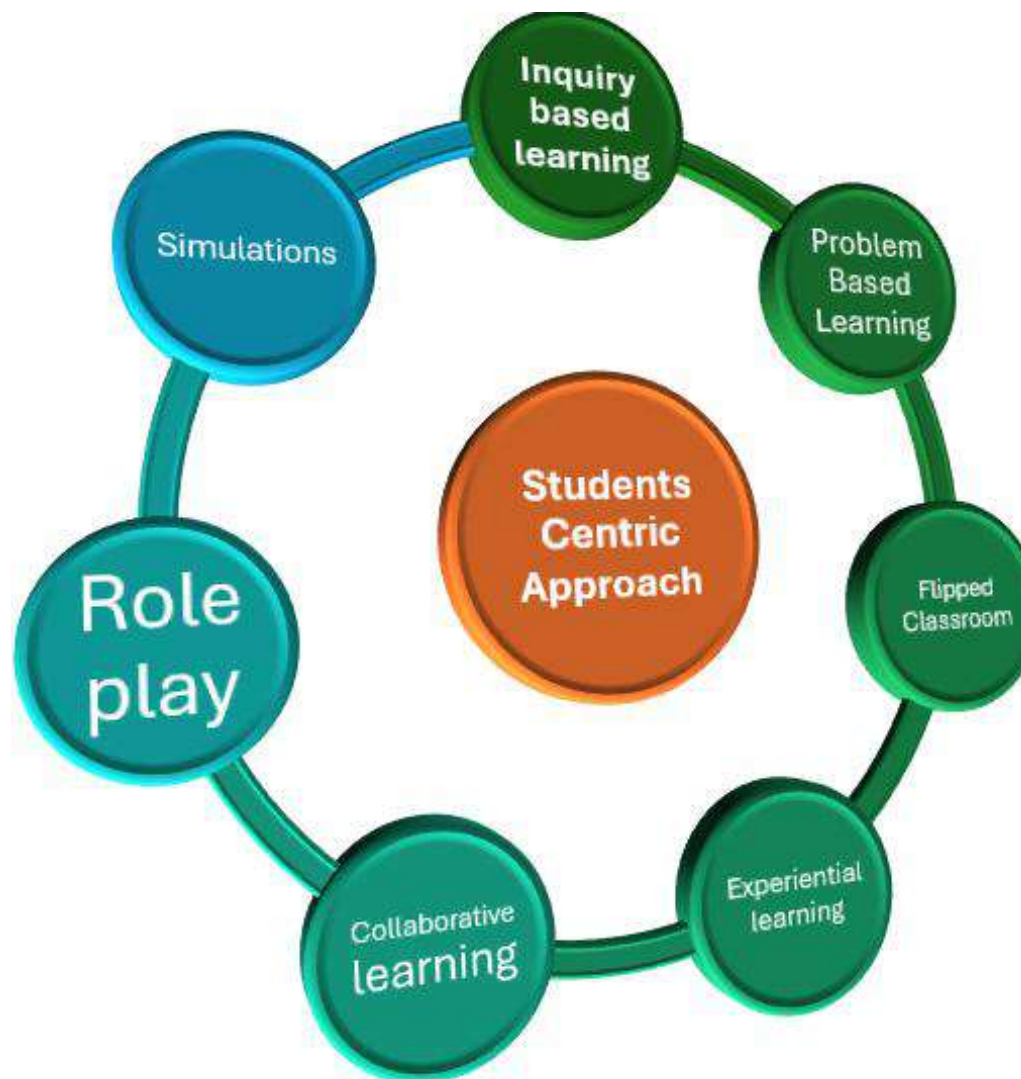 Inquiry
based
learning
Problem
Based
Learning
Flipped
Classroom
Experiential
learning
Collaborative
learning
Role
play
Simulations
Students
Centric
Approach